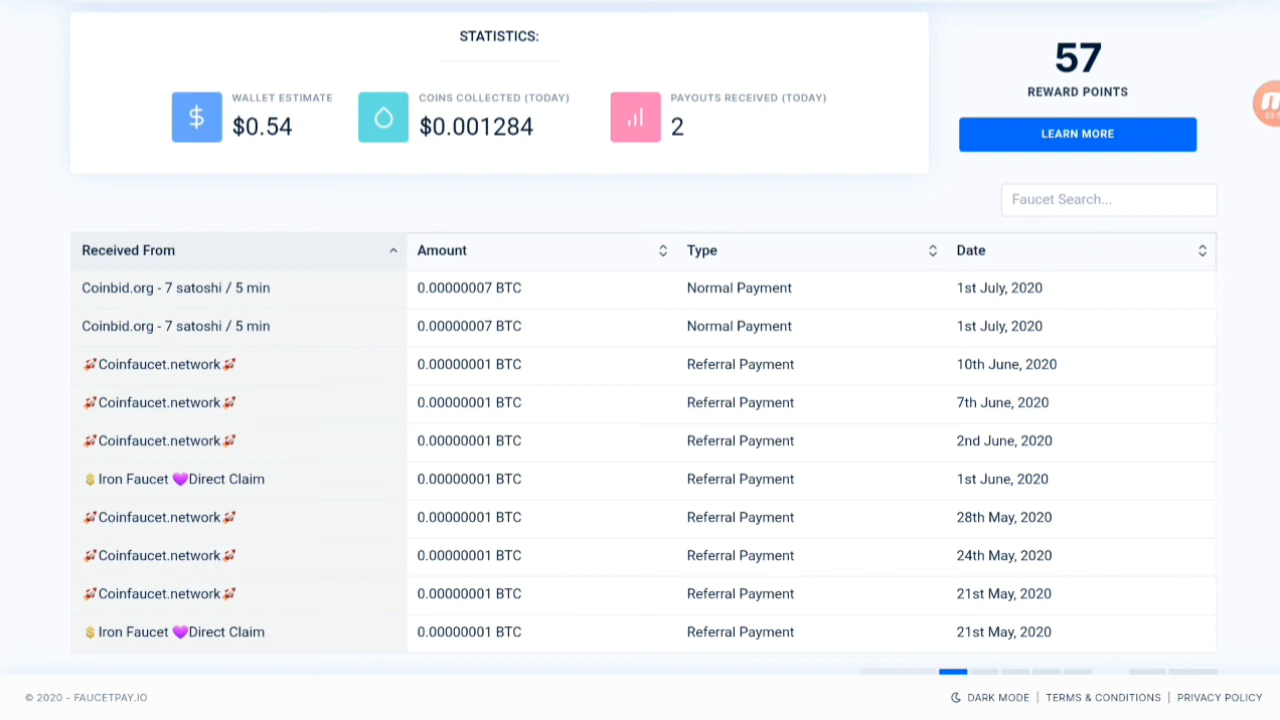 STATISTICS:
WALLET ESTIMATE
$0.54
COINS COLLECTED (TODAY)
$0.001284
PAYOUTS RECEIVED (TODAY)
2
57
REWARD POINTS
LEARN MORE
Faucet Search...
Received From Amount Type Date
Coinbid.org - 7 satoshi / 5 min 0.00000007 BTC Normal Payment 1st July, 2020
Coinbid.org - 7 satoshi / 5 min 0.00000007 BTC Normal Payment 1st July, 2020
🚀Coinfaucet.network🚀 0.00000001 BTC Referral Payment 10th June, 2020
🚀Coinfaucet.network🚀 0.00000001 BTC Referral Payment 7th June, 2020
🚀Coinfaucet.network🚀 0.00000001 BTC Referral Payment 2nd June, 2020
💲Iron Faucet 💜Direct Claim 0.00000001 BTC Referral Payment 1st June, 2020
🚀Coinfaucet.network🚀 0.00000001 BTC Referral Payment 28th May, 2020
🚀Coinfaucet.network🚀 0.00000001 BTC Referral Payment 24th May, 2020
🚀Coinfaucet.network🚀 0.00000001 BTC Referral Payment 21st May, 2020
💲Iron Faucet 💜Direct Claim 0.00000001 BTC Referral Payment 21st May, 2020
© 2020 - FAUCETPAY.IO
DARK MODE | TERMS & CONDITIONS | PRIVACY POLICY